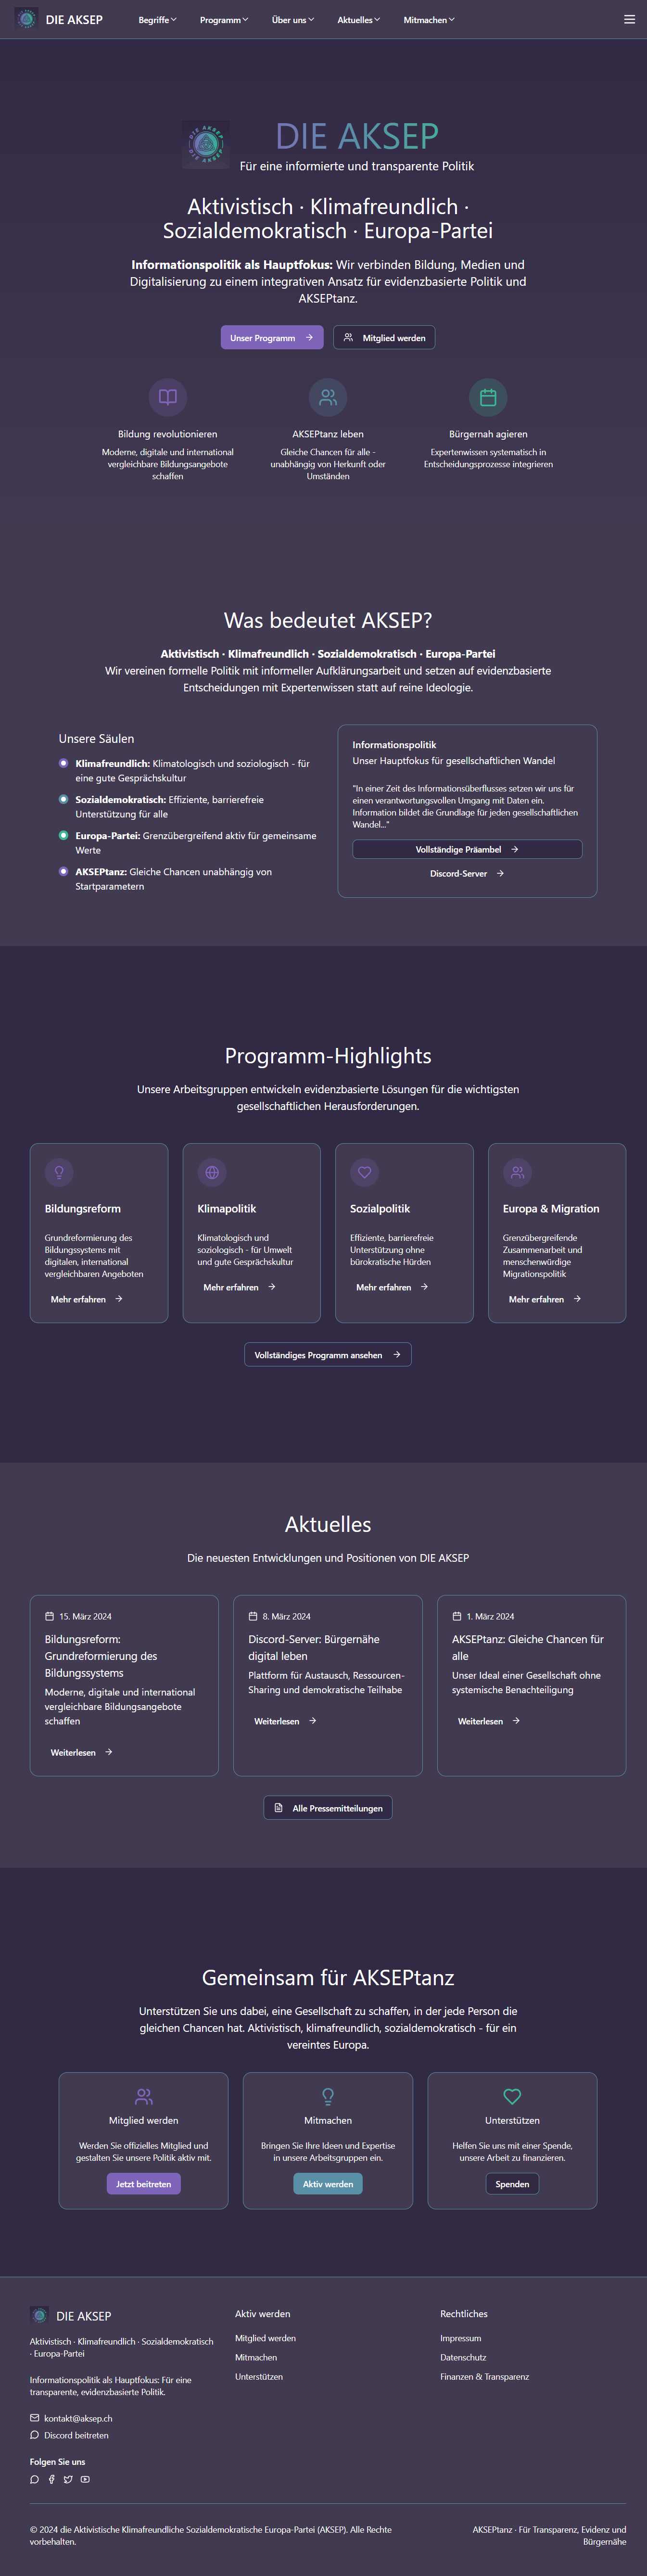 DIE AKSEP
Begriffe
Programm
Über uns
Aktuelles
Mitmachen
DIE AKSEP
Für eine informierte und transparente Politik
Aktivistisch · Klimafreundlich ·
Sozialdemokratisch · Europa-Partei
Informationspolitik als Hauptfokus: Wir verbinden Bildung, Medien und
Digitalisierung zu einem integrativen Ansatz für evidenzbasierte Politik und
AKSEPtanz.
Unser Programm
Mitglied werden
Bildung revolutionieren
Moderne, digitale und international
vergleichbare Bildungsangebote
schaffen
AKSEPtanz leben
Gleiche Chancen für alle -
unabhängig von Herkunft oder
Umständen
Bürgernah agieren
Expertenwissen systematisch in
Entscheidungsprozesse integrieren
Was bedeutet AKSEP?
Aktivistisch · Klimafreundlich · Sozialdemokratisch · Europa-Partei
Wir vereinen formelle Politik mit informeller Aufklärungsarbeit und setzen auf evidenzbasierte
Entscheidungen mit Expertenwissen statt auf reine Ideologie.
Unsere Säulen
Klimafreundlich: Klimatologisch und soziologisch - für
eine gute Gesprächskultur
Sozialdemokratisch: Effiziente, barrierefreie
Unterstützung für alle
Europa-Partei: Grenzübergreifend aktiv für gemeinsame
Werte
AKSEPtanz: Gleiche Chancen unabhängig von
Startparametern
Informationspolitik
Unser Hauptfokus für gesellschaftlichen Wandel
"In einer Zeit des Informationsüberflusses setzen wir uns für
einen verantwortungsvollen Umgang mit Daten ein.
Information bildet die Grundlage für jeden gesellschaftlichen
Wandel..."
Vollständige Präambel
Discord-Server
Programm-Highlights
Unsere Arbeitsgruppen entwickeln evidenzbasierte Lösungen für die wichtigsten
gesellschaftlichen Herausforderungen.
Bildungsreform
Grundreformierung des
Bildungssystems mit
digitalen, international
vergleichbaren Angeboten
Mehr erfahren
Klimapolitik
Klimatologisch und
soziologisch - für Umwelt
und gute Gesprächskultur
Mehr erfahren
Sozialpolitik
Effiziente, barrierefreie
Unterstützung ohne
bürokratische Hürden
Mehr erfahren
Europa & Migration
Grenzübergreifende
Zusammenarbeit und
menschenwürdige
Migrationspolitik
Mehr erfahren
Vollständiges Programm ansehen
Aktuelles
Die neuesten Entwicklungen und Positionen von DIE AKSEP
15. März 2024
Bildungsreform:
Grundreformierung des
Bildungssystems
Moderne, digitale und international
vergleichbare Bildungsangebote
schaffen
Weiterlesen
8. März 2024
Discord-Server: Bürgernähe
digital leben
Plattform für Austausch, Ressourcen-
Sharing und demokratische Teilhabe
Weiterlesen
1. März 2024
AKSEPtanz: Gleiche Chancen für
alle
Unser Ideal einer Gesellschaft ohne
systemische Benachteiligung
Weiterlesen
Alle Pressemitteilungen
Gemeinsam für AKSEPtanz
Unterstützen Sie uns dabei, eine Gesellschaft zu schaffen, in der jede Person die
gleichen Chancen hat. Aktivistisch, klimafreundlich, sozialdemokratisch - für ein
vereintes Europa.
Mitglied werden
Werden Sie offizielles Mitglied und
gestalten Sie unsere Politik aktiv mit.
Jetzt beitreten
Mitmachen
Bringen Sie Ihre Ideen und Expertise
in unsere Arbeitsgruppen ein.
Aktiv werden
Unterstützen
Helfen Sie uns mit einer Spende,
unsere Arbeit zu finanzieren.
Spenden
DIE AKSEP
Aktivistisch · Klimafreundlich · Sozialdemokratisch
· Europa-Partei
Informationspolitik als Hauptfokus: Für eine
transparente, evidenzbasierte Politik.
kontakt@aksep.ch
Discord beitreten
Folgen Sie uns
Aktiv werden
Mitglied werden
Mitmachen
Unterstützen
Rechtliches
Impressum
Datenschutz
Finanzen & Transparenz
© 2024 die Aktivistische Klimafreundliche Sozialdemokratische Europa-Partei (AKSEP). Alle Rechte
vorbehalten.
AKSEPtanz · Für Transparenz, Evidenz und
Bürgernähe